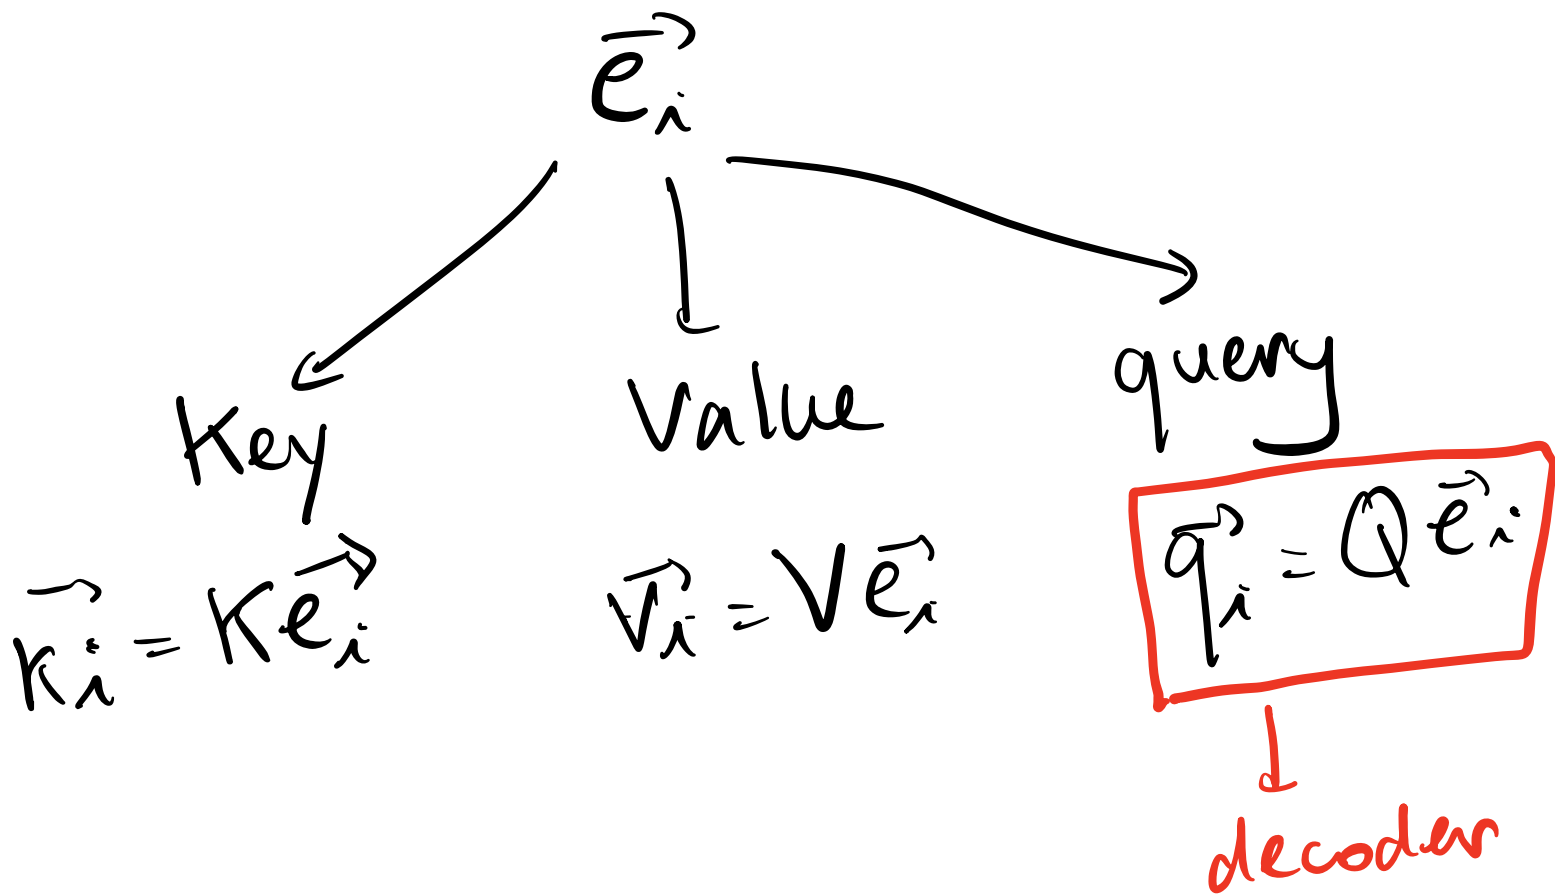 e⃗ᵢ
Key
Value
query
k⃗ᵢ = Ke⃗ᵢ
v⃗ᵢ = Ve⃗ᵢ
q⃗ᵢ = Qe⃗ᵢ
decoder